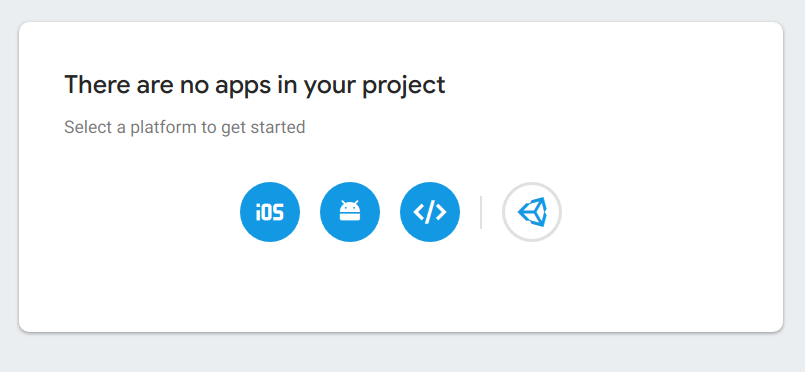 There are no apps in your project
Select a platform to get started
iOS
</>